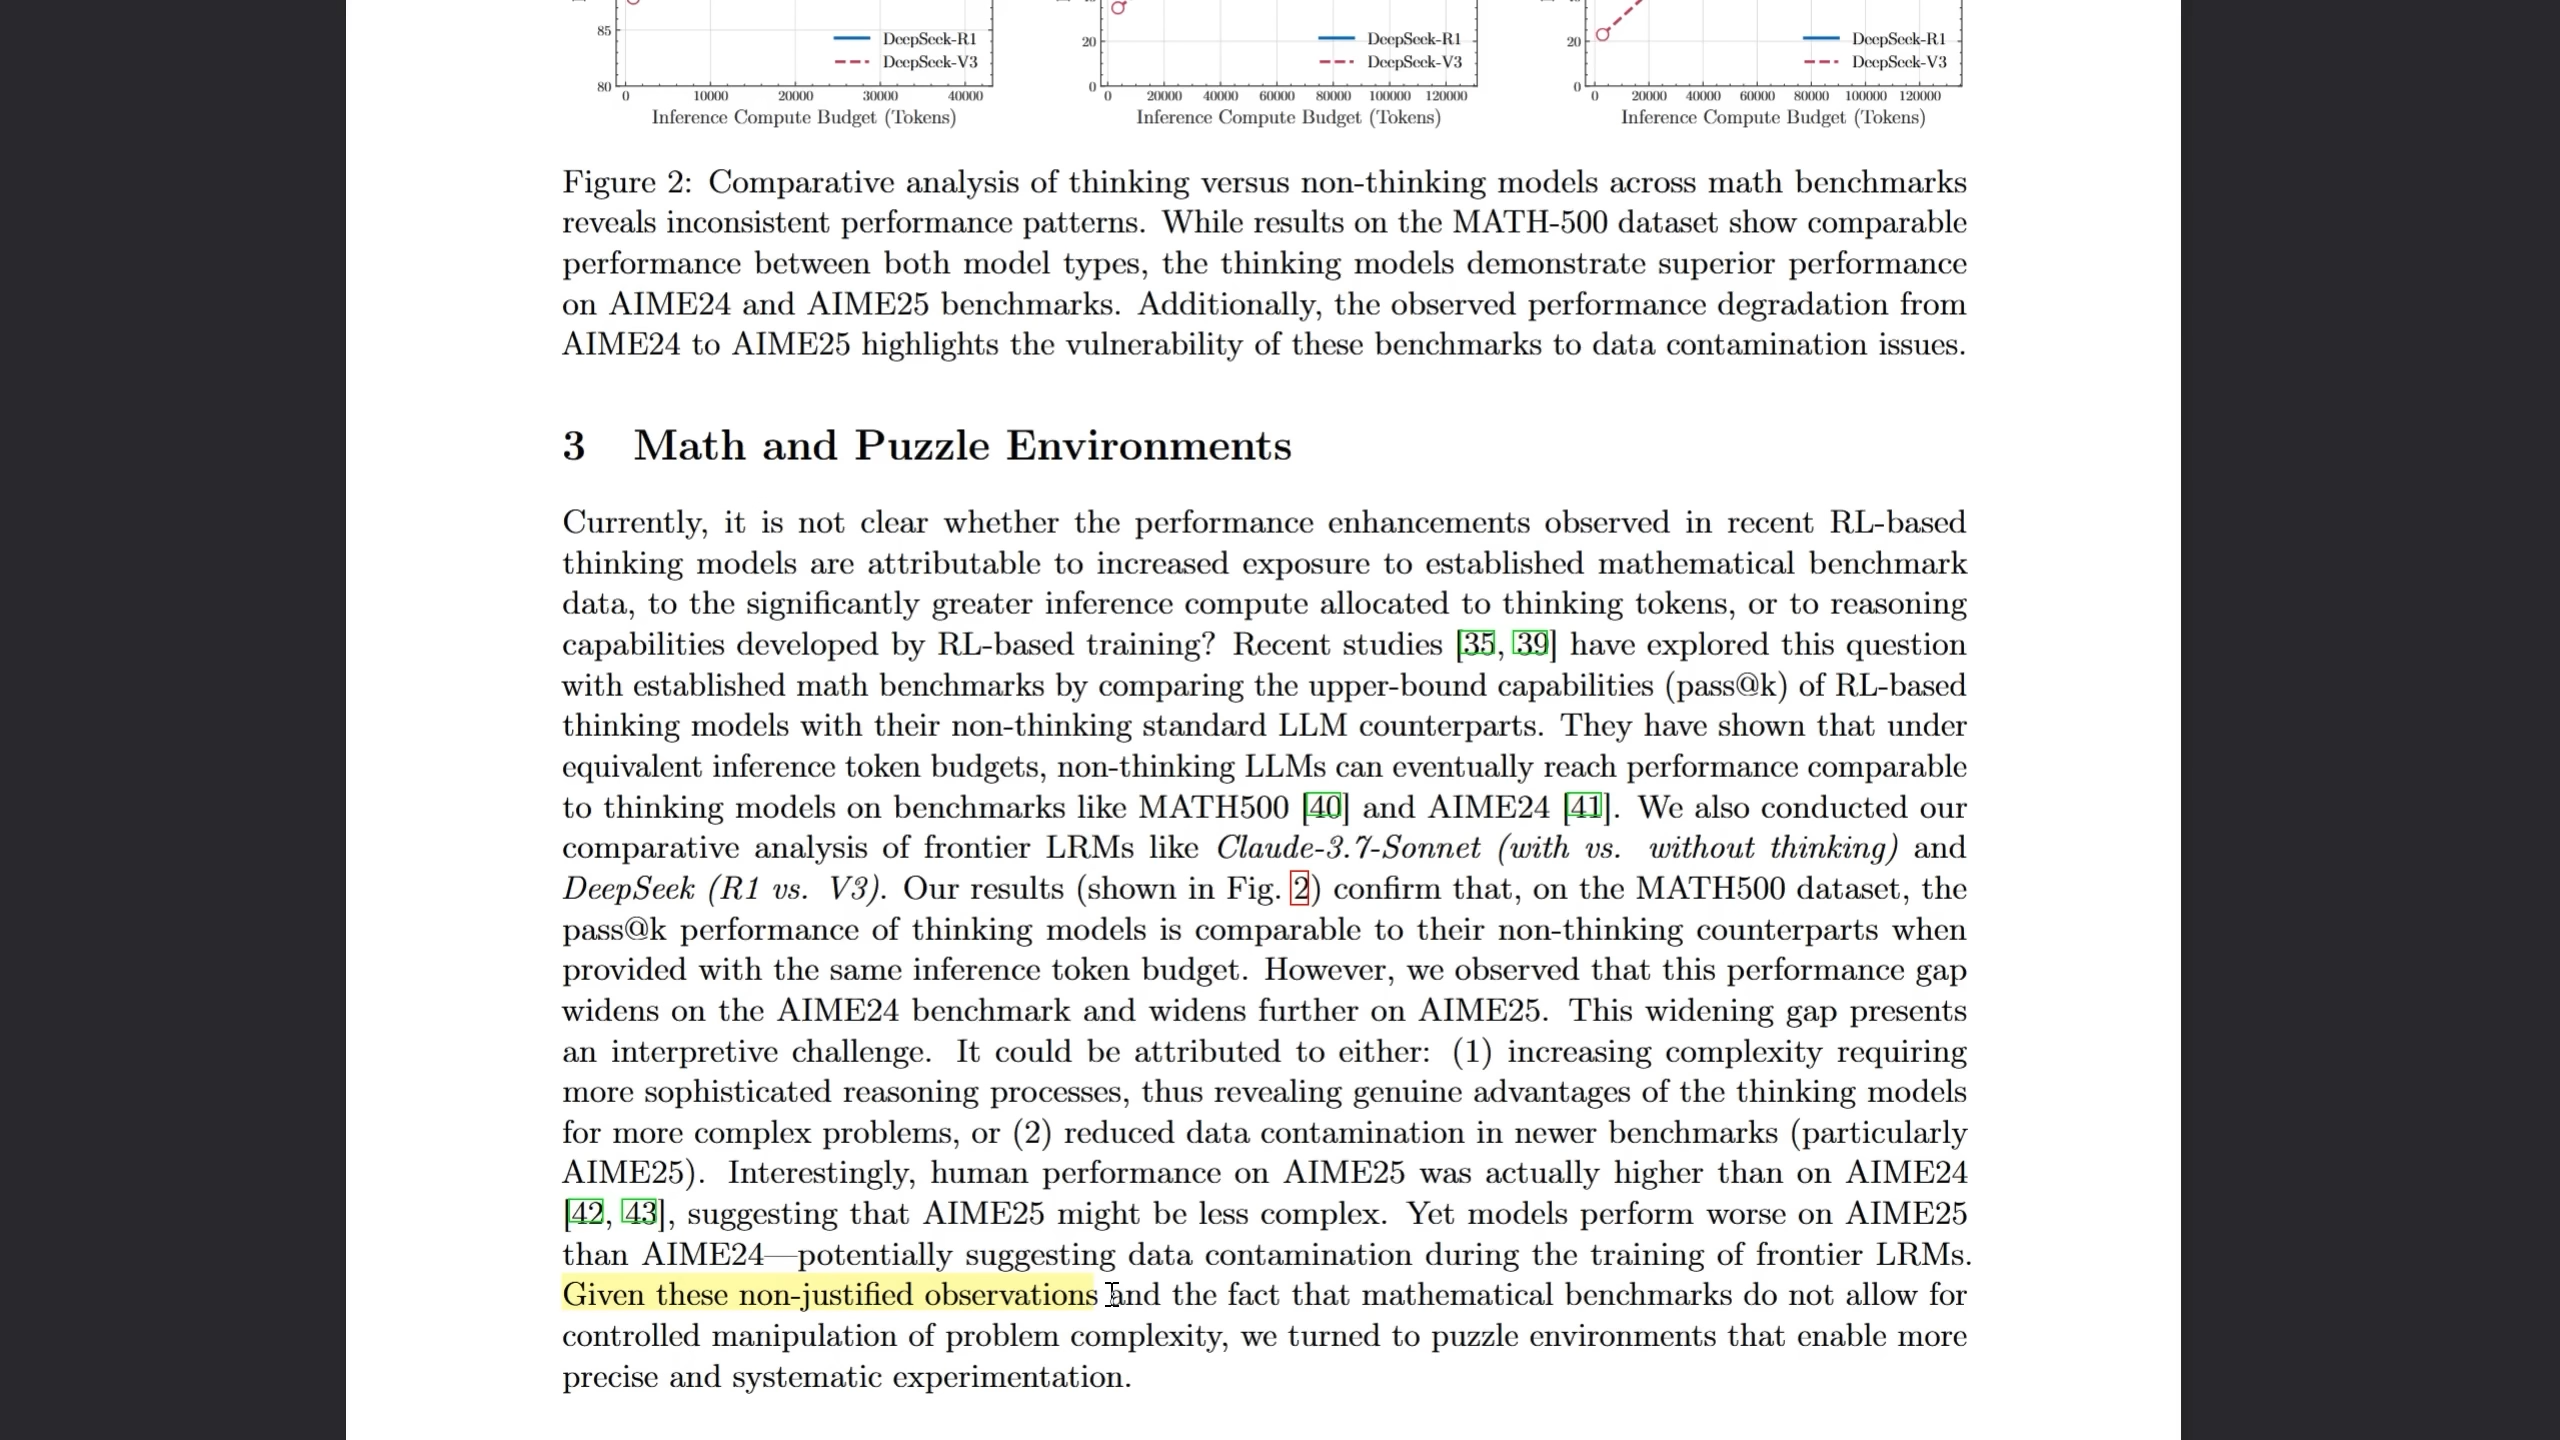 85
80
0 10000 20000 30000 40000
DeepSeek-R1
DeepSeek-V3
Inference Compute Budget (Tokens)
20
0
0 20000 40000 60000 80000 100000 120000
DeepSeek-R1
DeepSeek-V3
Inference Compute Budget (Tokens)
20
0
0 20000 40000 60000 80000 100000 120000
DeepSeek-R1
DeepSeek-V3
Inference Compute Budget (Tokens)
Figure 2: Comparative analysis of thinking versus non-thinking models across math benchmarks
reveals inconsistent performance patterns. While results on the MATH-500 dataset show comparable
performance between both model types, the thinking models demonstrate superior performance
on AIME24 and AIME25 benchmarks. Additionally, the observed performance degradation from
AIME24 to AIME25 highlights the vulnerability of these benchmarks to data contamination issues.
3 Math and Puzzle Environments
Currently, it is not clear whether the performance enhancements observed in recent RL-based
thinking models are attributable to increased exposure to established mathematical benchmark
data, to the significantly greater inference compute allocated to thinking tokens, or to reasoning
capabilities developed by RL-based training? Recent studies [35, 39] have explored this question
with established math benchmarks by comparing the upper-bound capabilities (pass@k) of RL-based
thinking models with their non-thinking standard LLM counterparts. They have shown that under
equivalent inference token budgets, non-thinking LLMs can eventually reach performance comparable
to thinking models on benchmarks like MATH500 [40] and AIME24 [41]. We also conducted our
comparative analysis of frontier LRMs like Claude-3.7-Sonnet (with vs. without thinking) and
DeepSeek (R1 vs. V3). Our results (shown in Fig. 2) confirm that, on the MATH500 dataset, the
pass@k performance of thinking models is comparable to their non-thinking counterparts when
provided with the same inference token budget. However, we observed that this performance gap
widens on the AIME24 benchmark and widens further on AIME25. This widening gap presents
an interpretive challenge. It could be attributed to either: (1) increasing complexity requiring
more sophisticated reasoning processes, thus revealing genuine advantages of the thinking models
for more complex problems, or (2) reduced data contamination in newer benchmarks (particularly
AIME25). Interestingly, human performance on AIME25 was actually higher than on AIME24
[42, 43], suggesting that AIME25 might be less complex. Yet models perform worse on AIME25
than AIME24—potentially suggesting data contamination during the training of frontier LRMs.
Given these non-justified observations and the fact that mathematical benchmarks do not allow for
controlled manipulation of problem complexity, we turned to puzzle environments that enable more
precise and systematic experimentation.